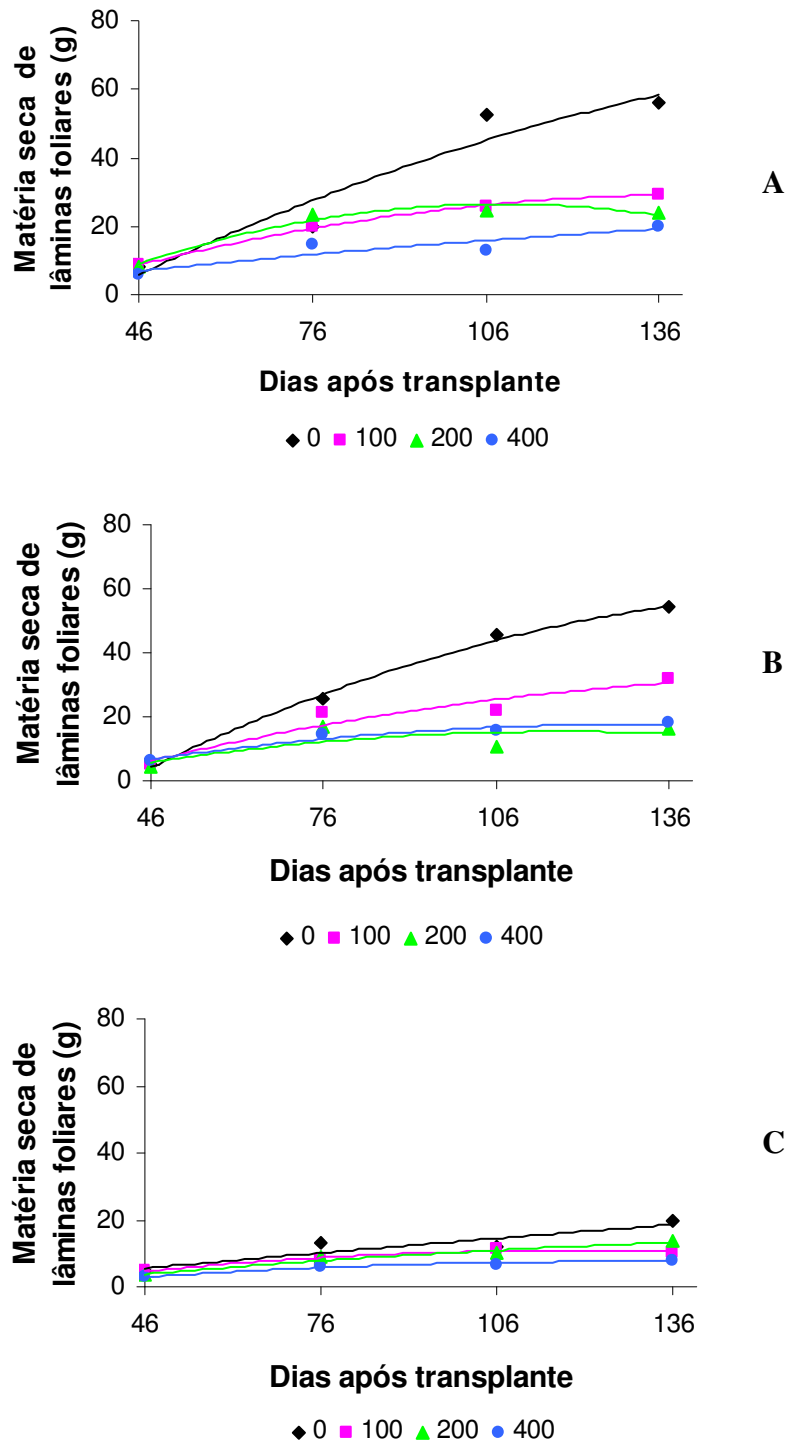 Matéria seca de
lâminas foliares (g)
80
60
40
20
0
46 76 106 136
Dias após transplante
0 100 200 400
A
Matéria seca de
lâminas foliares (g)
80
60
40
20
0
46 76 106 136
Dias após transplante
0 100 200 400
B
Matéria seca de
lâminas foliares (g)
80
60
40
20
0
46 76 106 136
Dias após transplante
0 100 200 400
C